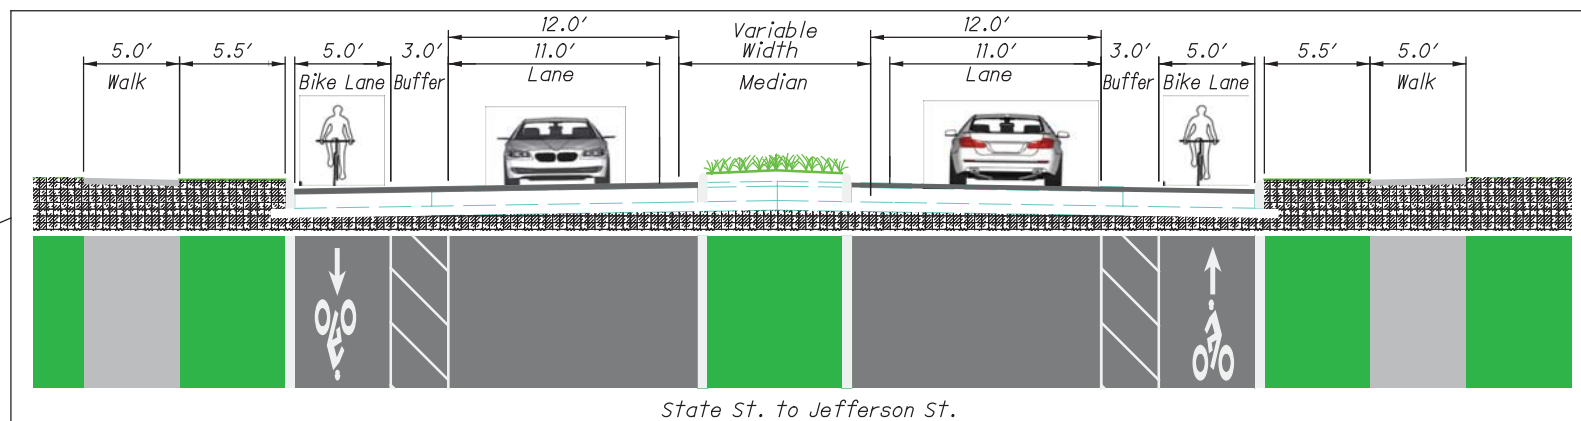 12.0'
Variable
12.0'
5.0'
5.5'
5.0'
3.0'
11.0'
Width
11.0'
3.0'
5.0'
5.5'
5.0'
Walk
Bike Lane
Buffer
Lane
Median
Lane
Buffer
Bike Lane
Walk
State St. to Jefferson St.